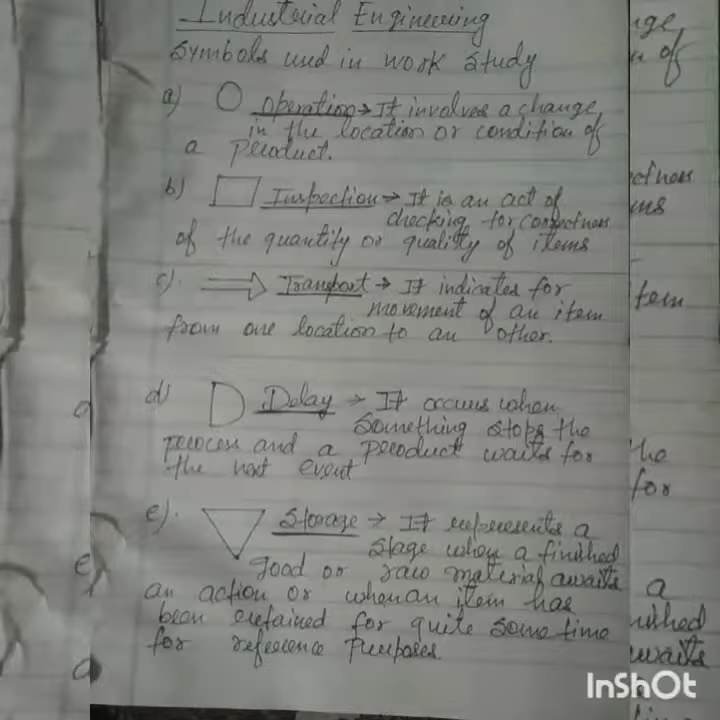 Industrial Engineering
Symbols used in work study
a) Operation → It involves a change
in the location or condition of
a product.
b) Inspection → It is an act of
checking for correctness
of the quantity or quality of items
c). Transport → It indicates for
movement of an item
from one location to an other.
d) Delay → It occurs when
something stops the
process and a product waits for
the next event
e). Storage → It represents a
stage when a finished
good or raw material awaits
an action or when an item has
been retained for quite some time
for reference purposes.
InShOt